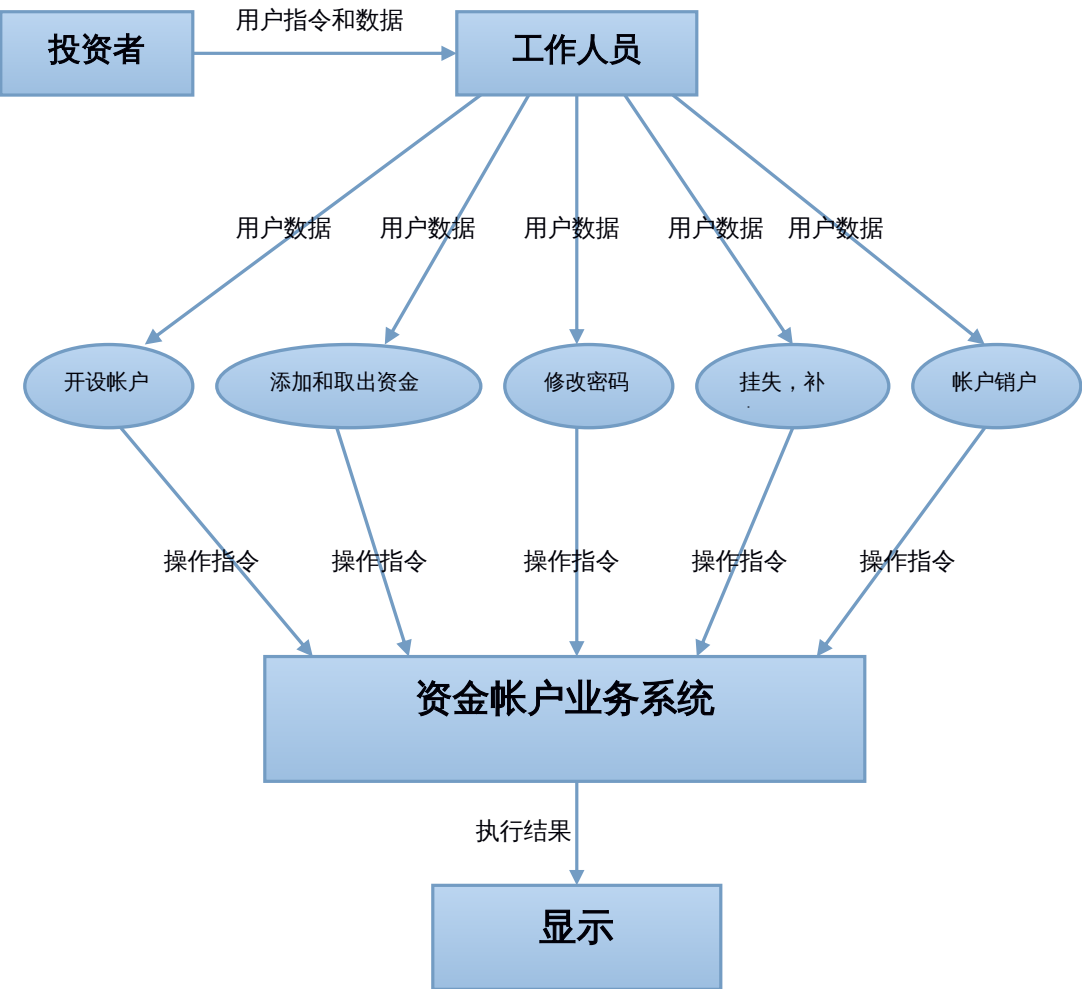 用户指令和数据
投资者
工作人员
用户数据
用户数据
用户数据
用户数据
用户数据
开设帐户
添加和取出资金
修改密码
挂失，补
帐户销户
操作指令
操作指令
操作指令
操作指令
操作指令
资金帐户业务系统
执行结果
显示